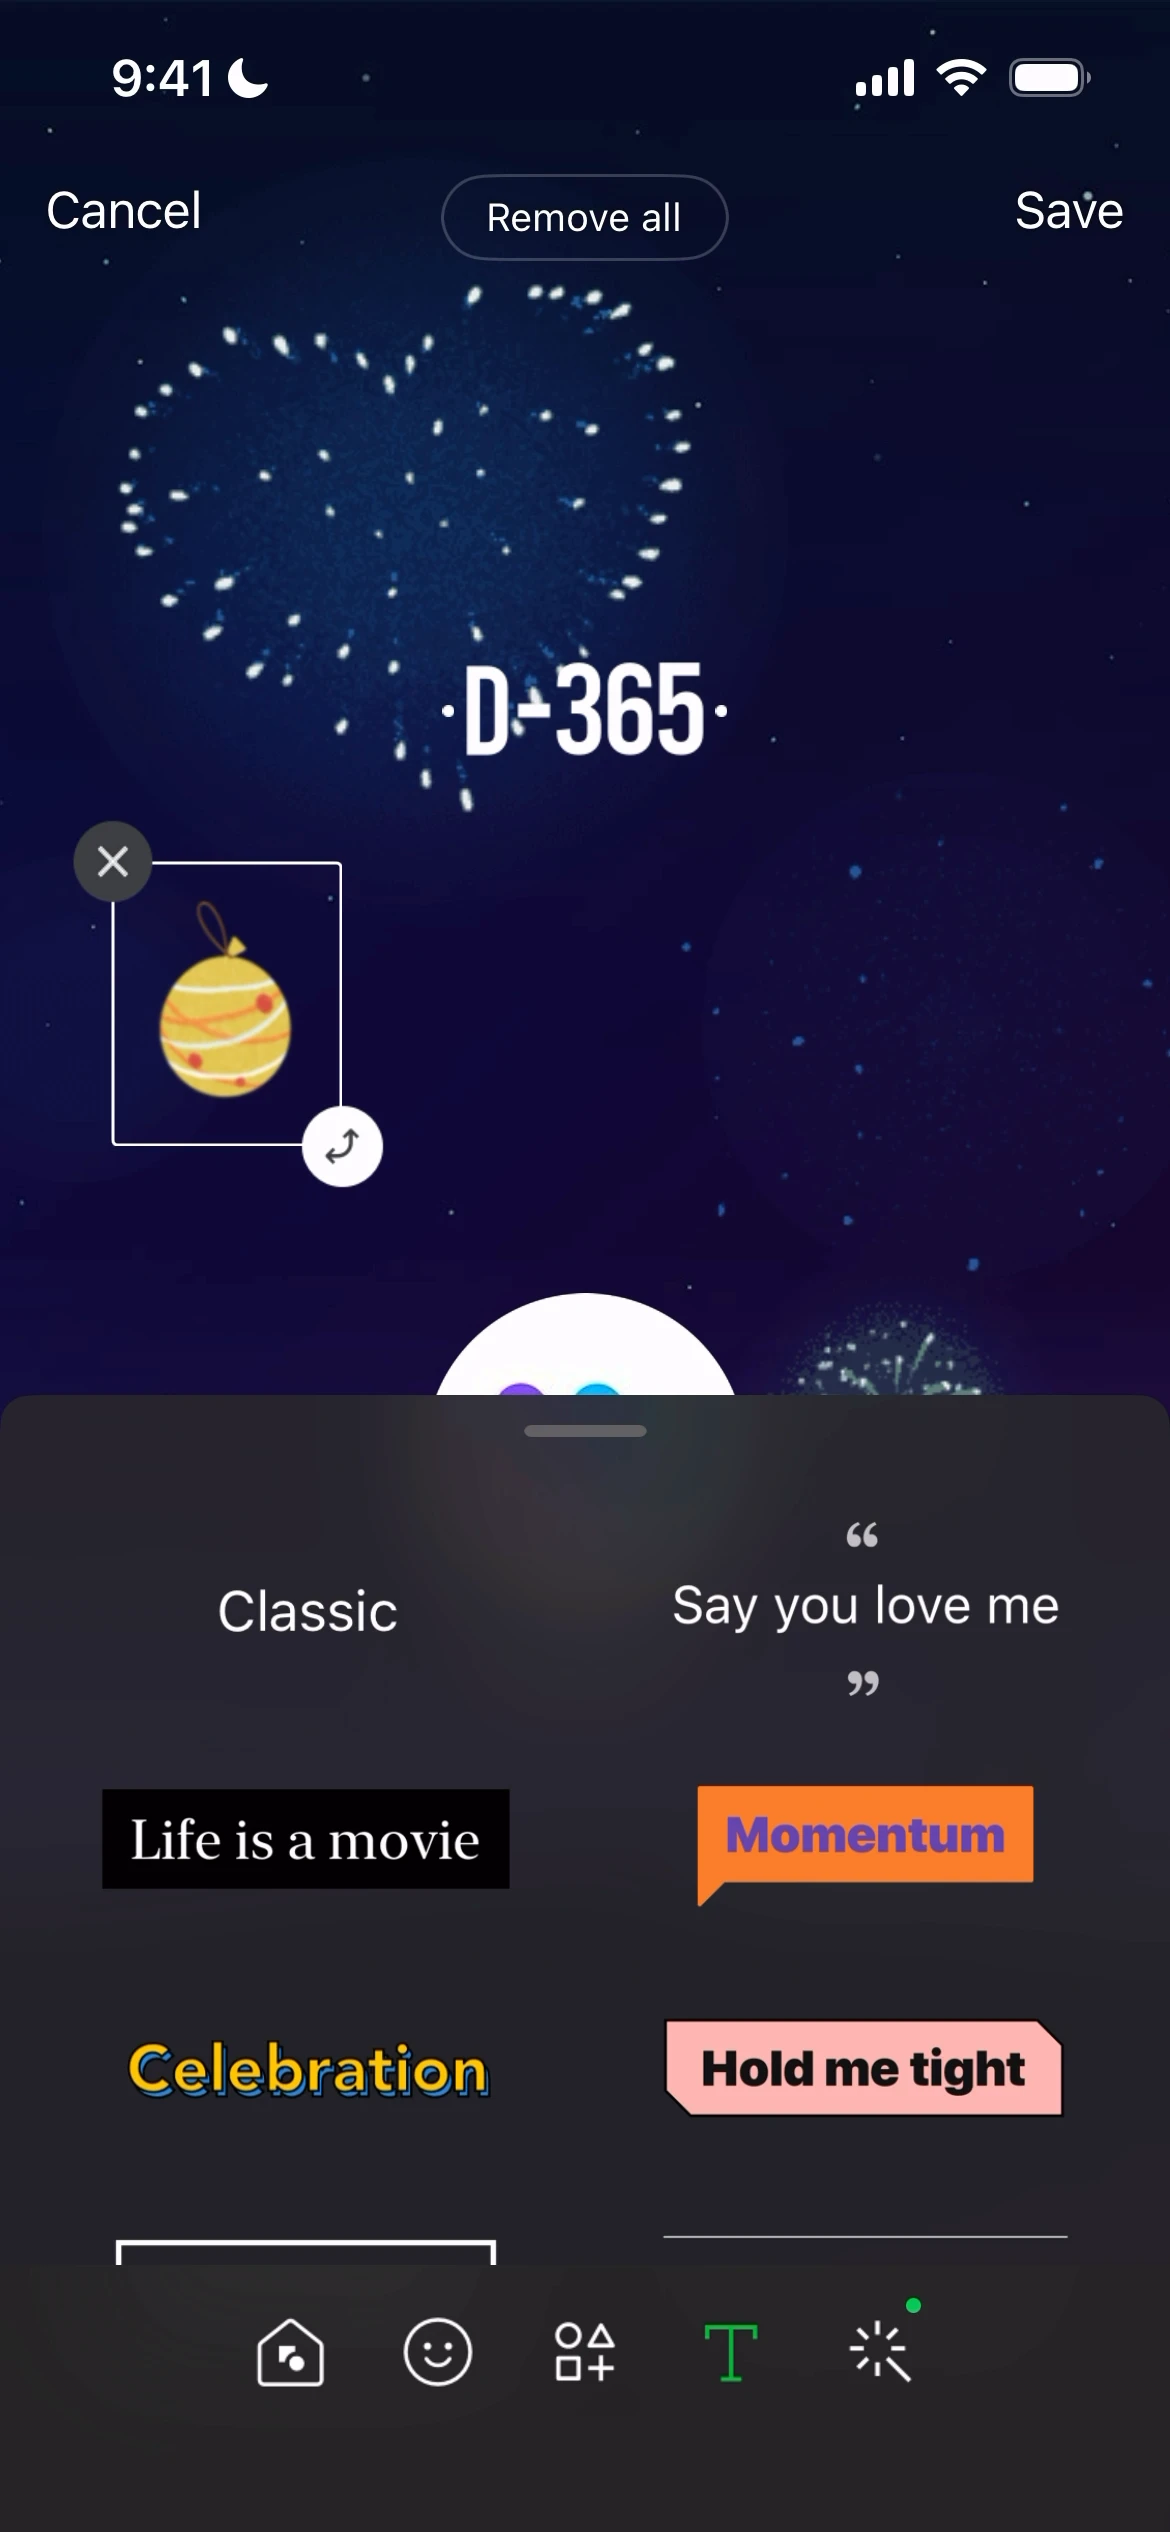 9:41
Cancel
Remove all
Save
·D-365·
Classic
“
Say you love me
”
Life is a movie
Momentum
Celebration
Hold me tight